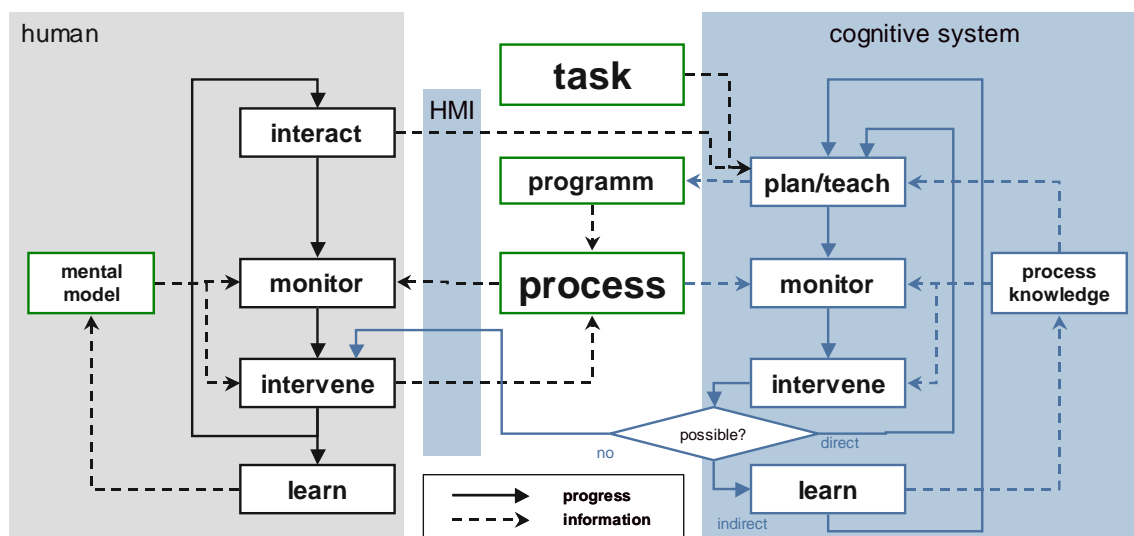 human
cognitive system
task
HMI
interact
programm
plan/teach
mental
model
monitor
process
monitor
process
knowledge
intervene
intervene
possible?
no
direct
learn
progress
information
learn
indirect